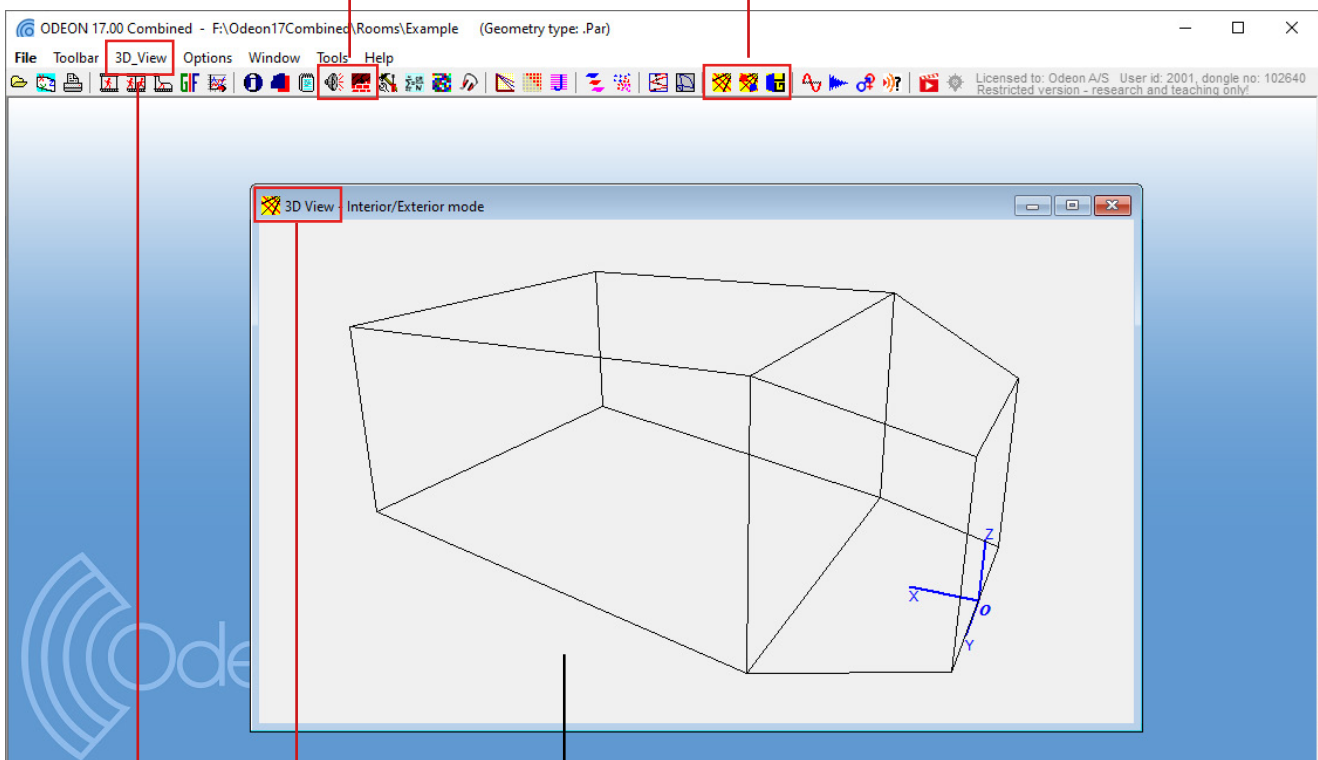 ODEON 17.00 Combined - F:\Odeon17Combined\Rooms\Example (Geometry type: .Par)
File Toolbar 3D_View Options Window Tools Help
GIF
Licensed to: Odeon A/S User id: 2001, dongle no: 102640
Restricted version - research and teaching only!
3D View - Interior/Exterior mode
Z
X
O
Y
Ode